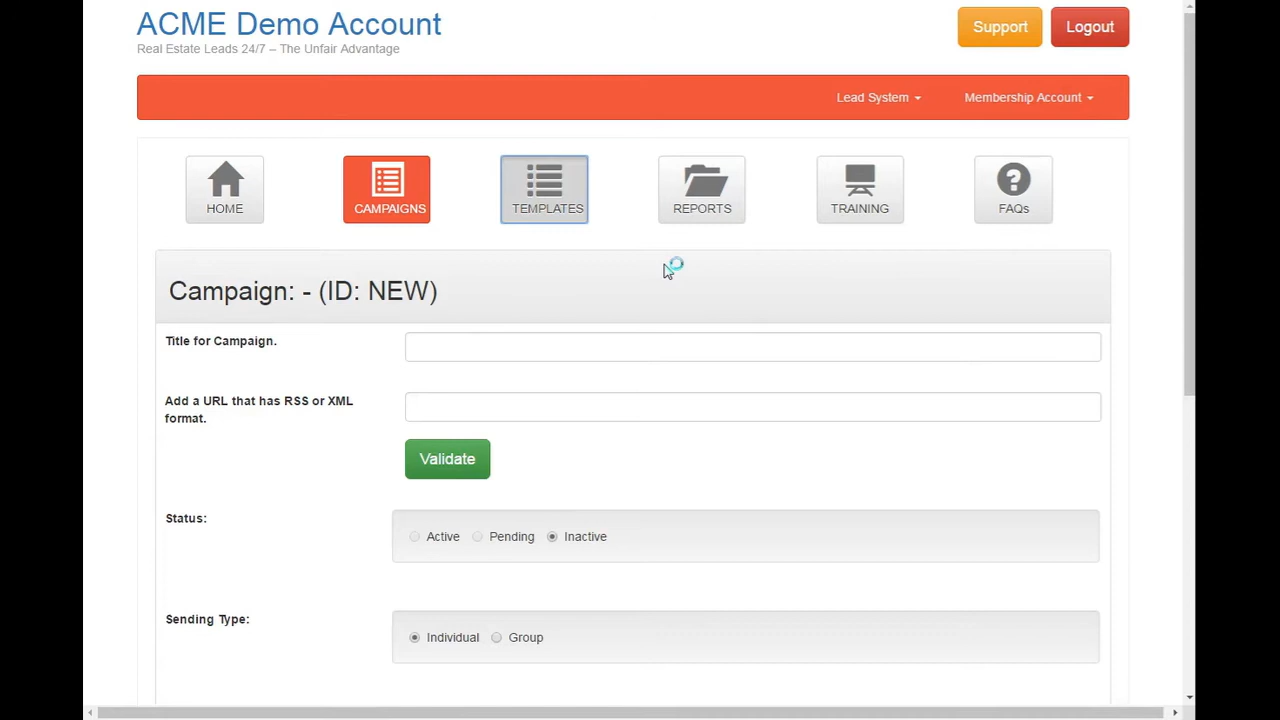 ACME Demo Account
Real Estate Leads 24/7 – The Unfair Advantage
Support
Logout
Lead System
Membership Account
HOME
CAMPAIGNS
TEMPLATES
REPORTS
TRAINING
FAQs
Campaign: - (ID: NEW)
Title for Campaign.
Add a URL that has RSS or XML
format.
Validate
Status:
Active
Pending
Inactive
Sending Type:
Individual
Group